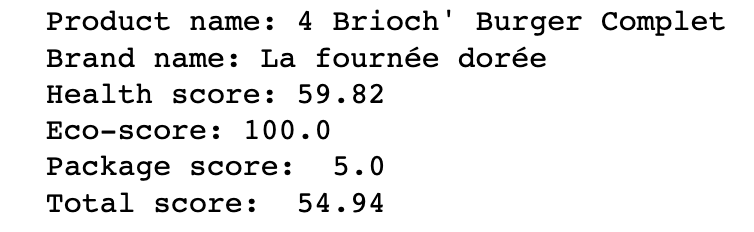 Product name: 4 Brioch' Burger Complet
Brand name: La fournée dorée
Health score: 59.82
Eco-score: 100.0
Package score:  5.0
Total score:  54.94